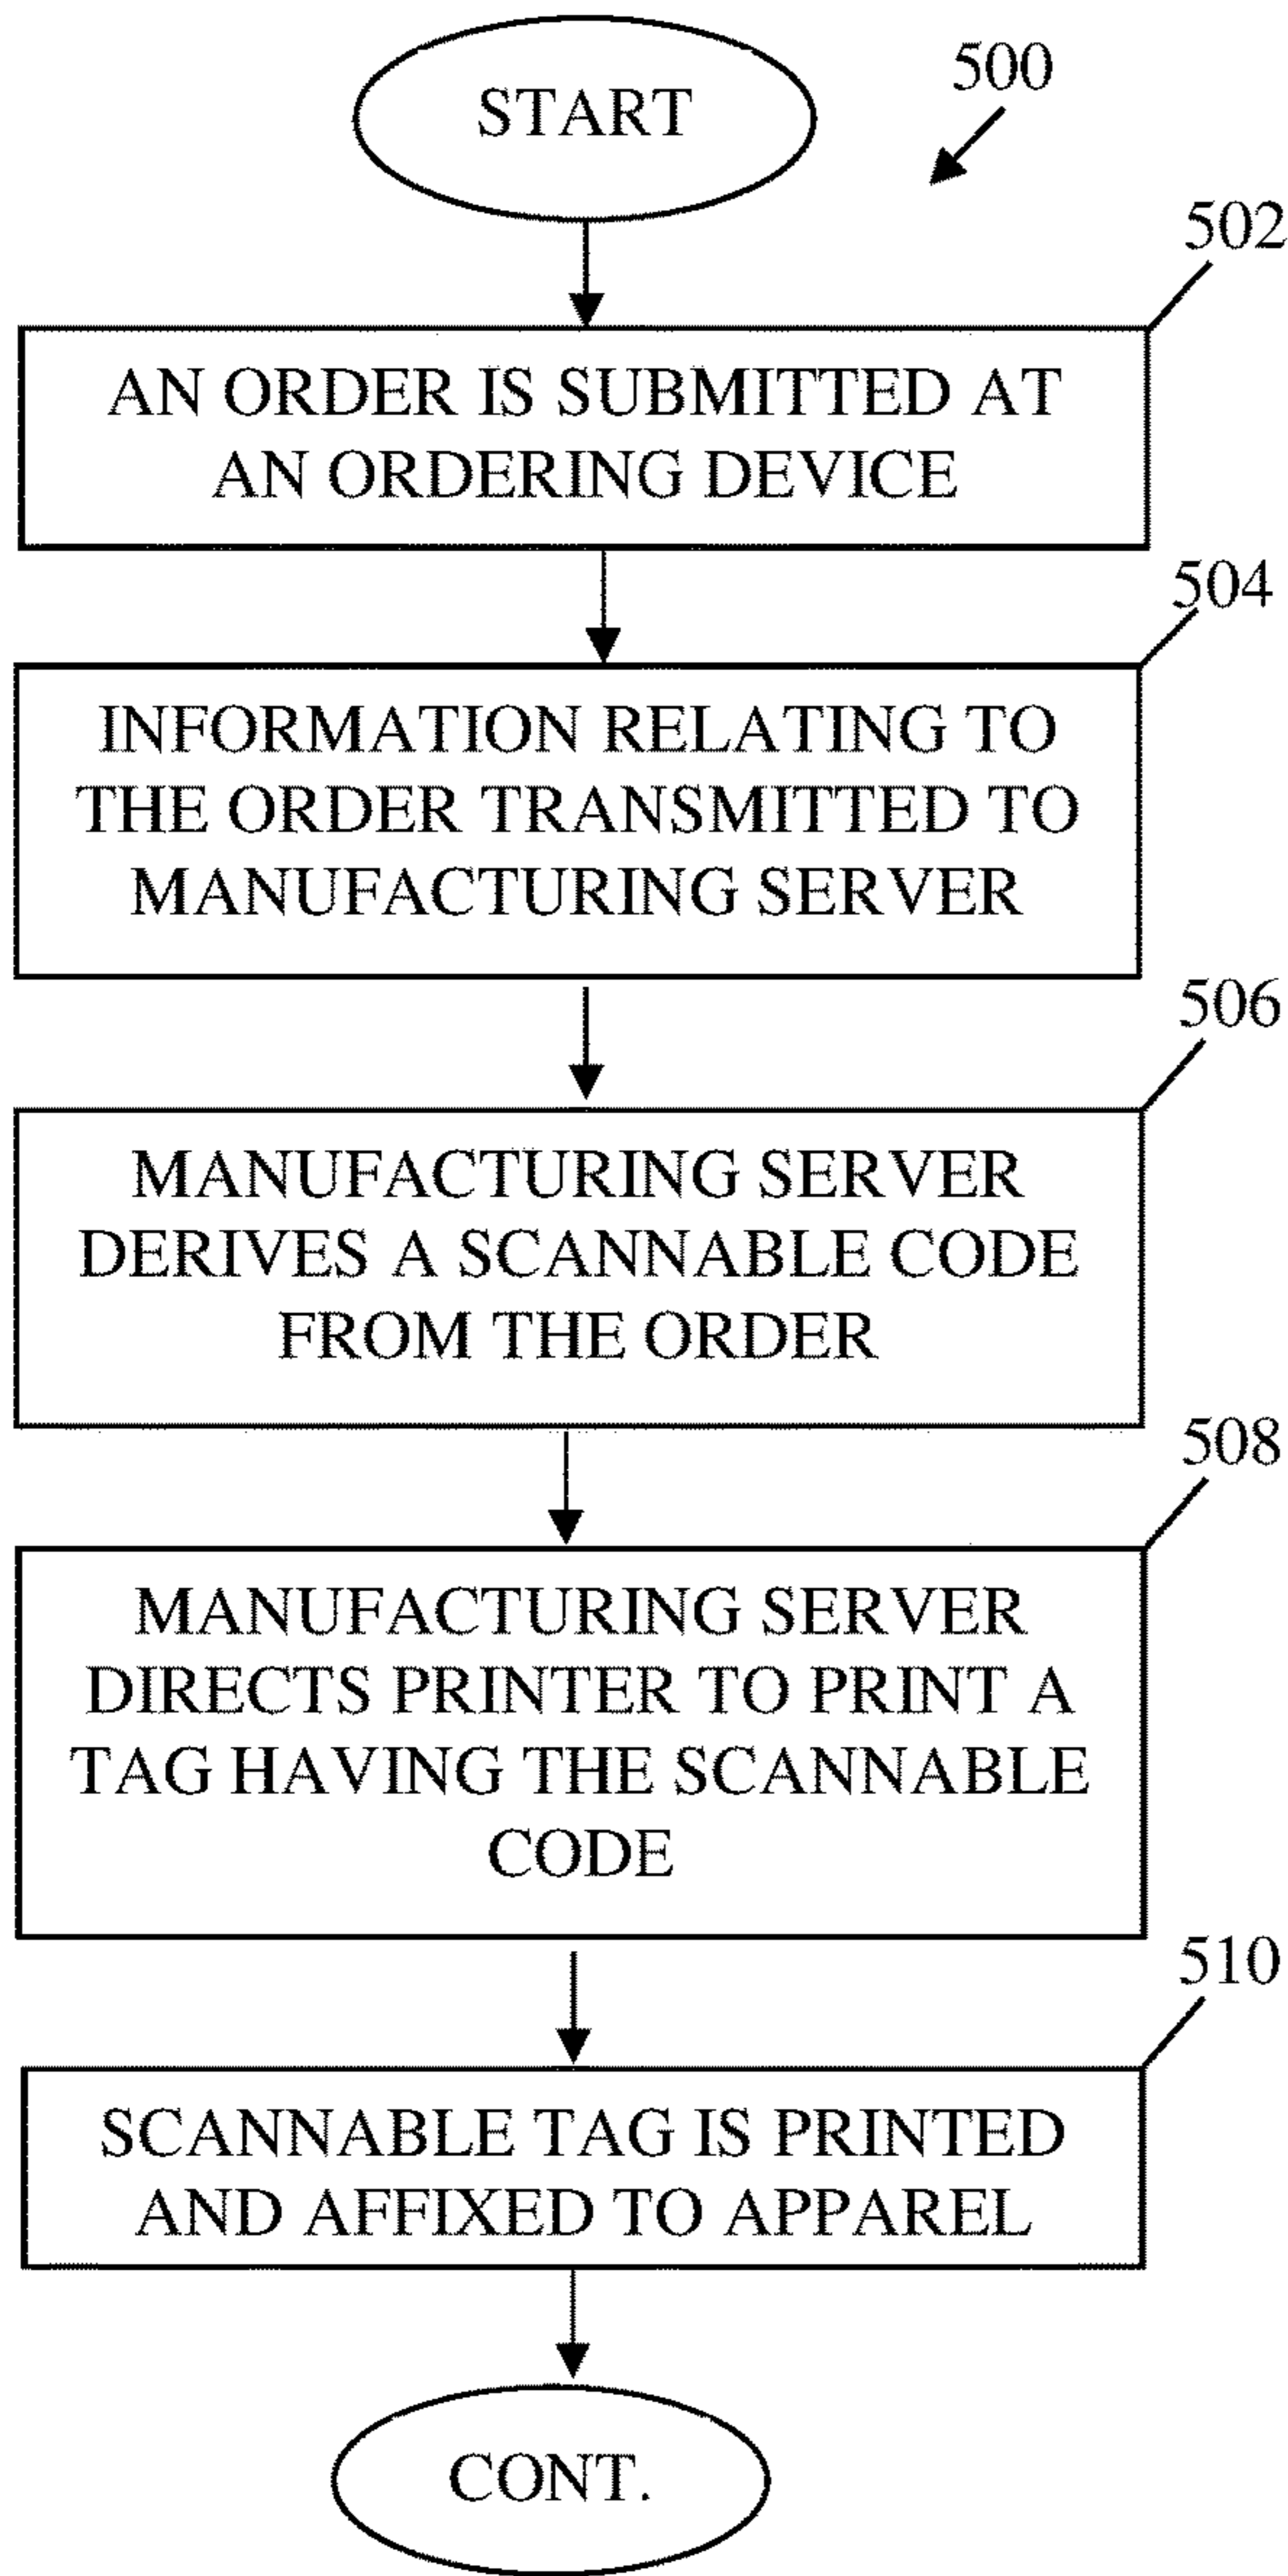 START
500
502
AN ORDER IS SUBMITTED AT
AN ORDERING DEVICE
504
INFORMATION RELATING TO
THE ORDER TRANSMITTED TO
MANUFACTURING SERVER
506
MANUFACTURING SERVER
DERIVES A SCANNABLE CODE
FROM THE ORDER
508
MANUFACTURING SERVER
DIRECTS PRINTER TO PRINT A
TAG HAVING THE SCANNABLE
CODE
510
SCANNABLE TAG IS PRINTED
AND AFFIXED TO APPAREL
CONT.